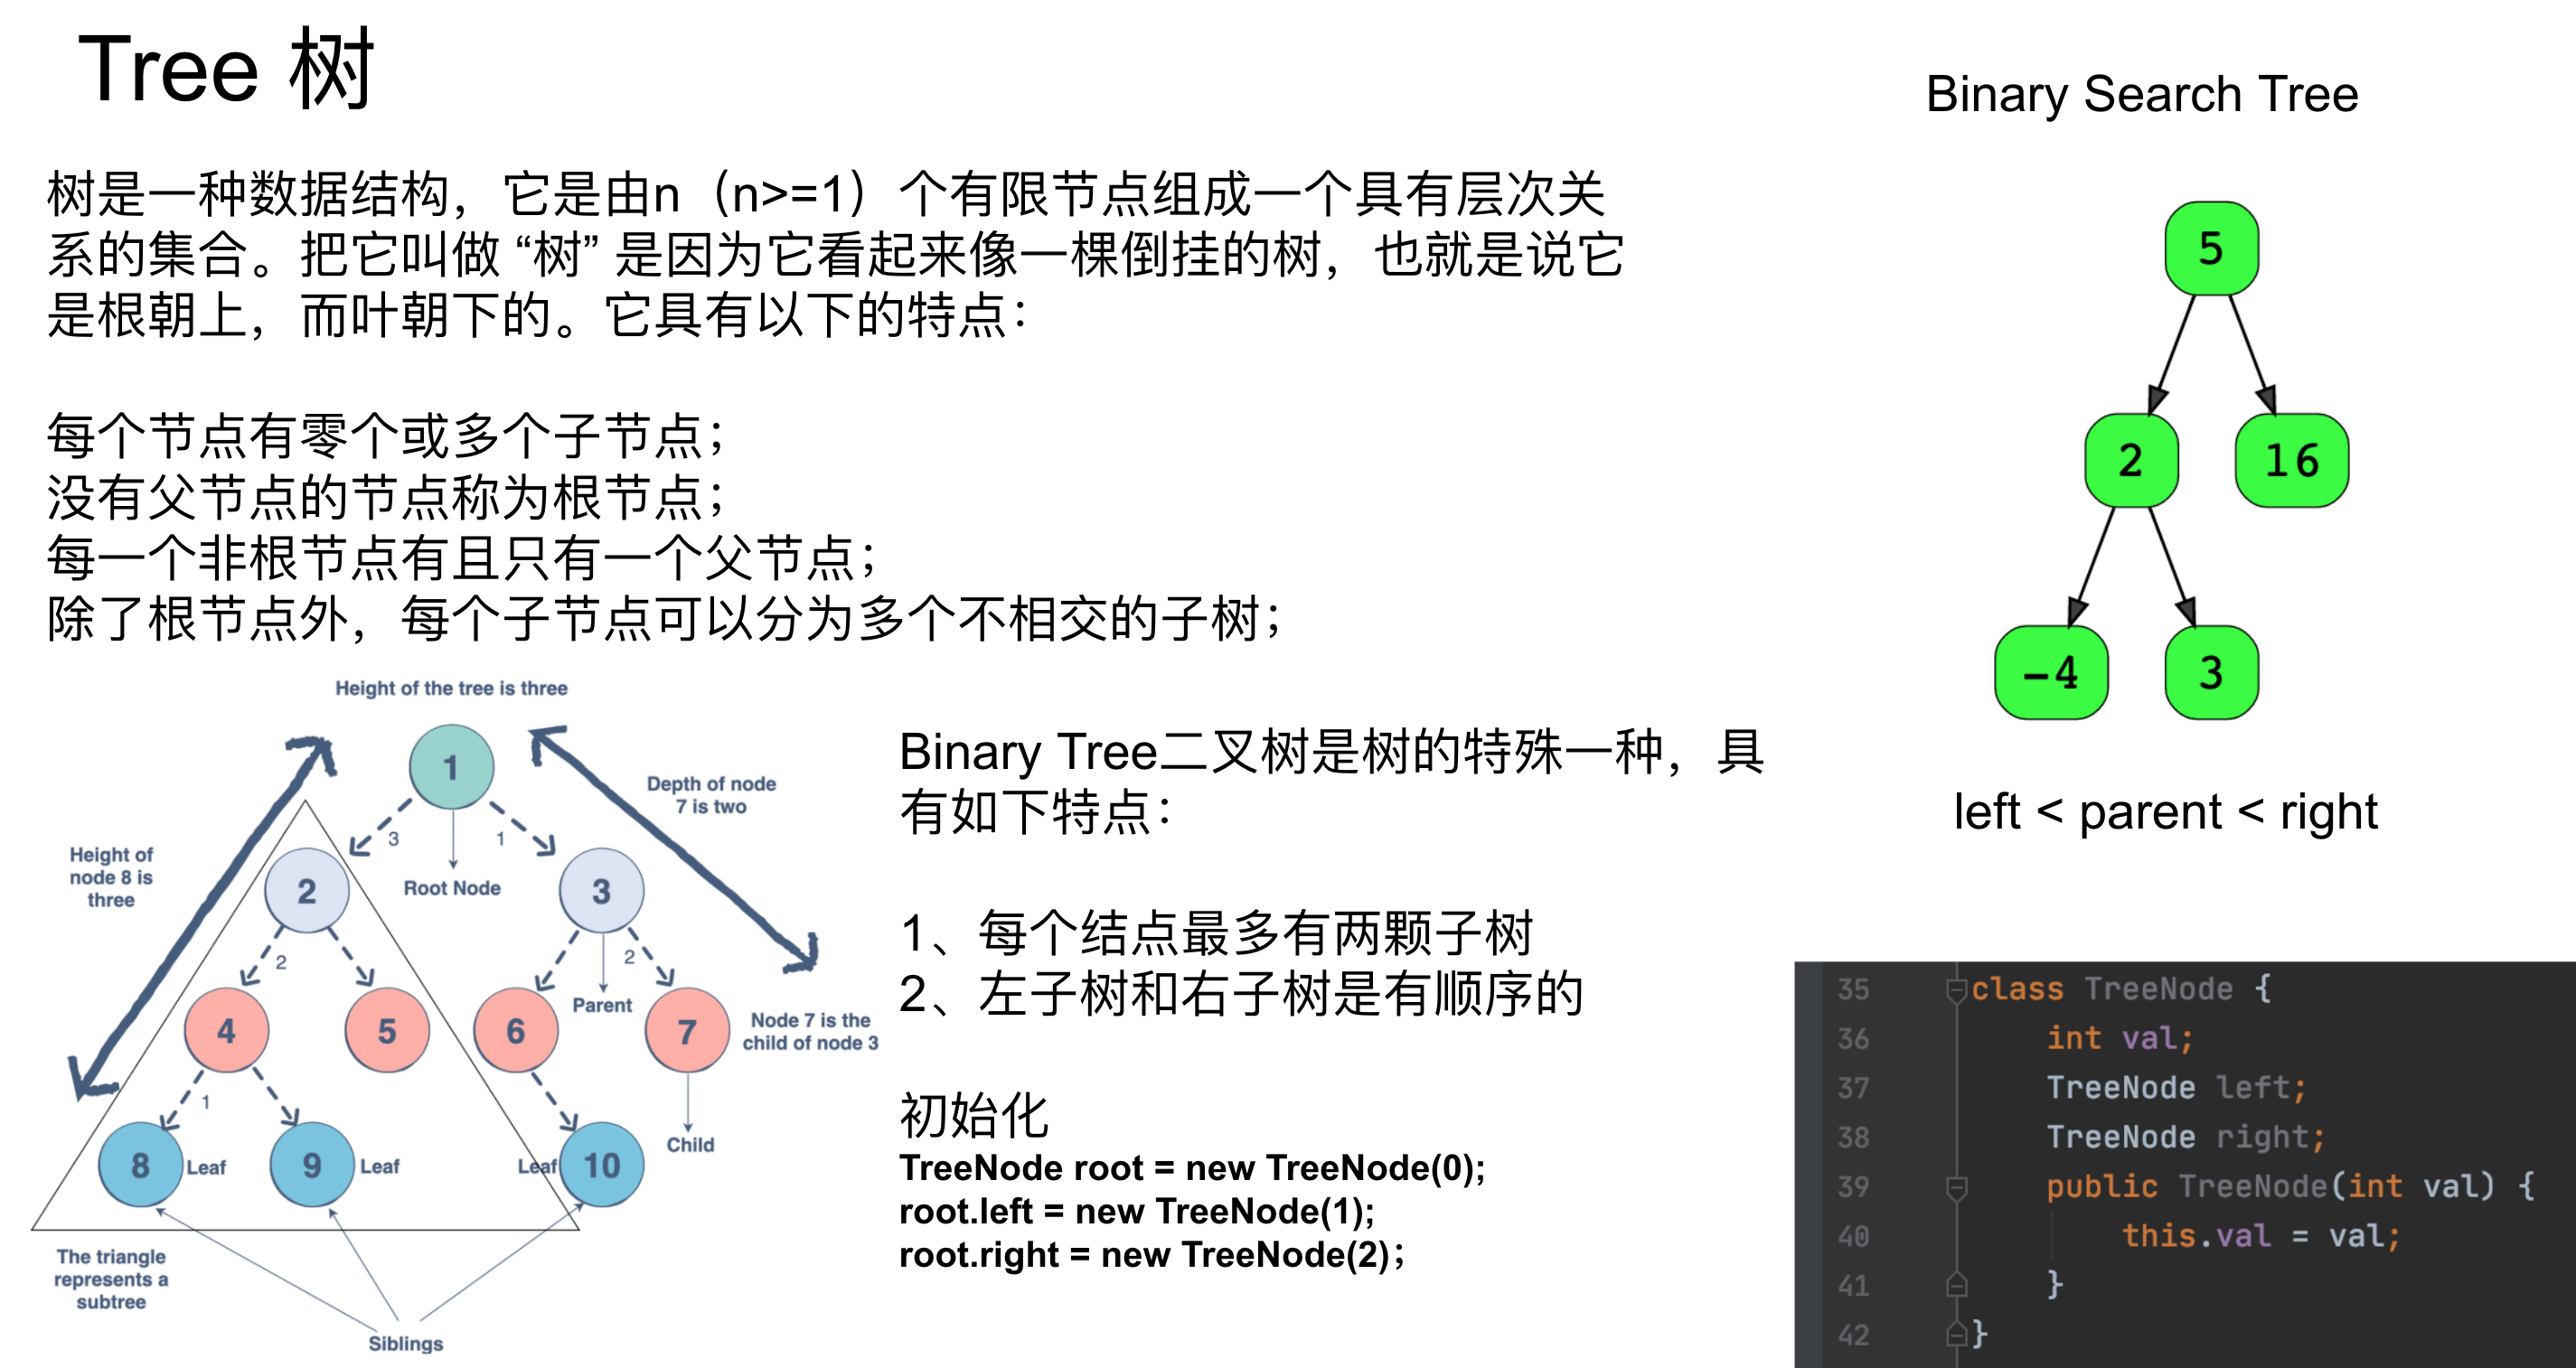 Tree 树
树是一种数据结构，它是由n（n>=1）个有限节点组成一个具有层次关
系的集合。把它叫做 “树” 是因为它看起来像一棵倒挂的树，也就是说它
是根朝上，而叶朝下的。它具有以下的特点：
每个节点有零个或多个子节点；
没有父节点的节点称为根节点；
每一个非根节点有且只有一个父节点；
除了根节点外，每个子节点可以分为多个不相交的子树；
Height of the tree is three
1
Depth of node
7 is two
3
1
Height of
node 8 is
three
Root Node
2
3
2
2
Parent
4
5
6
7
Node 7 is the
child of node 3
1
Child
8
Leaf
9
Leaf
Leaf
10
The triangle
represents a
subtree
Siblings
Binary Tree二叉树是树的特殊一种，具
有如下特点：
1、每个结点最多有两颗子树
2、左子树和右子树是有顺序的
初始化
TreeNode root = new TreeNode(0);
root.left = new TreeNode(1);
root.right = new TreeNode(2)；
Binary Search Tree
5
2
16
-4
3
left < parent < right
35 class TreeNode {
36 int val;
37 TreeNode left;
38 TreeNode right;
39 public TreeNode(int val) {
40 this.val = val;
41 }
42 }